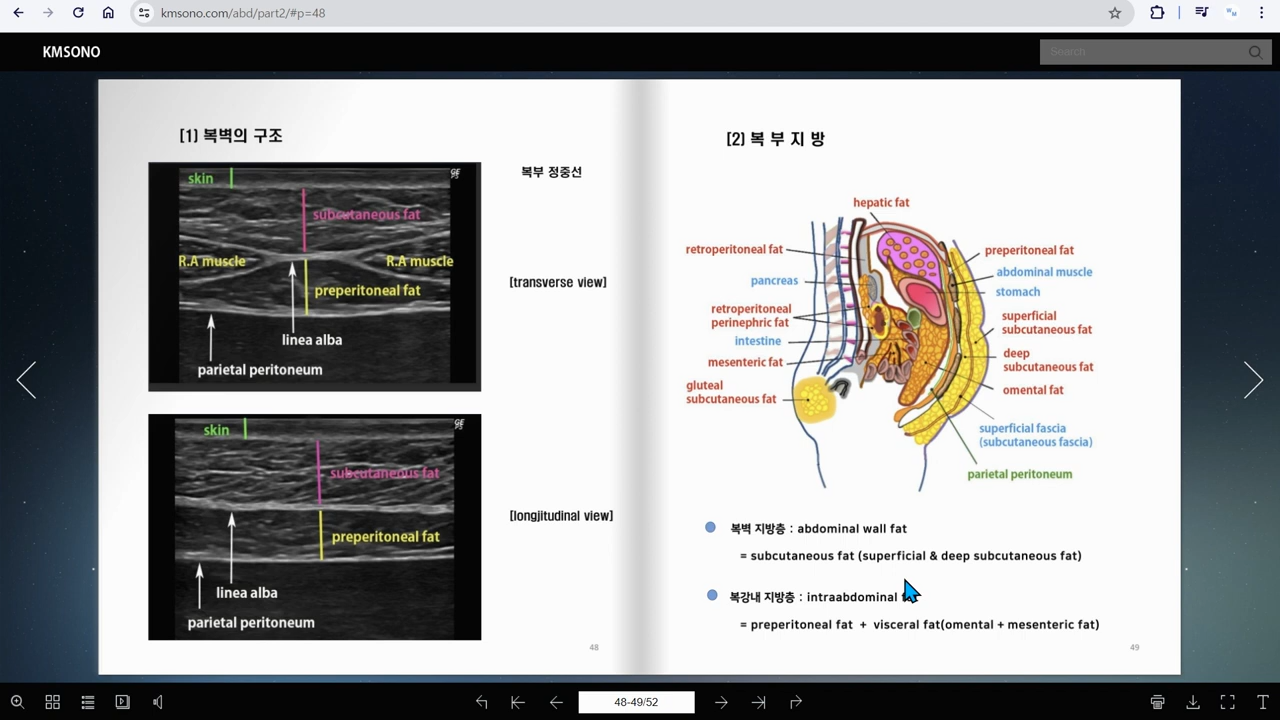 kmsono.com/abd/part2/#p=48
KMSONO
Search
[1] 복벽의 구조
skin
subcutaneous fat
R.A muscle
R.A muscle
preperitoneal fat
linea alba
parietal peritoneum
복부 정중선
[transverse view]
skin
subcutaneous fat
preperitoneal fat
linea alba
parietal peritoneum
[longjitudinal view]
48
[2] 복 부 지 방
hepatic fat
retroperitoneal fat
pancreas
retroperitoneal
perinephric fat
intestine
mesenteric fat
gluteal
subcutaneous fat
preperitoneal fat
abdominal muscle
stomach
superficial
subcutaneous fat
deep
subcutaneous fat
omental fat
superficial fascia
(subcutaneous fascia)
parietal peritoneum
복벽 지방층 : abdominal wall fat
= subcutaneous fat (superficial & deep subcutaneous fat)
복강내 지방층 : intraabdominal
= preperitoneal fat + visceral fat(omental + mesenteric fat)
49
48-49/52